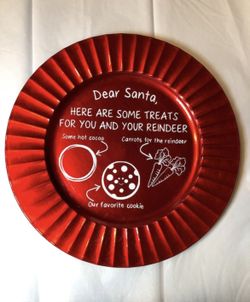 Dear Santa,
HERE ARE SOME TREATS
FOR YOU AND YOUR REINDEER
Some hot cocoa
Carrots for the reindeer
Our favorite cookie